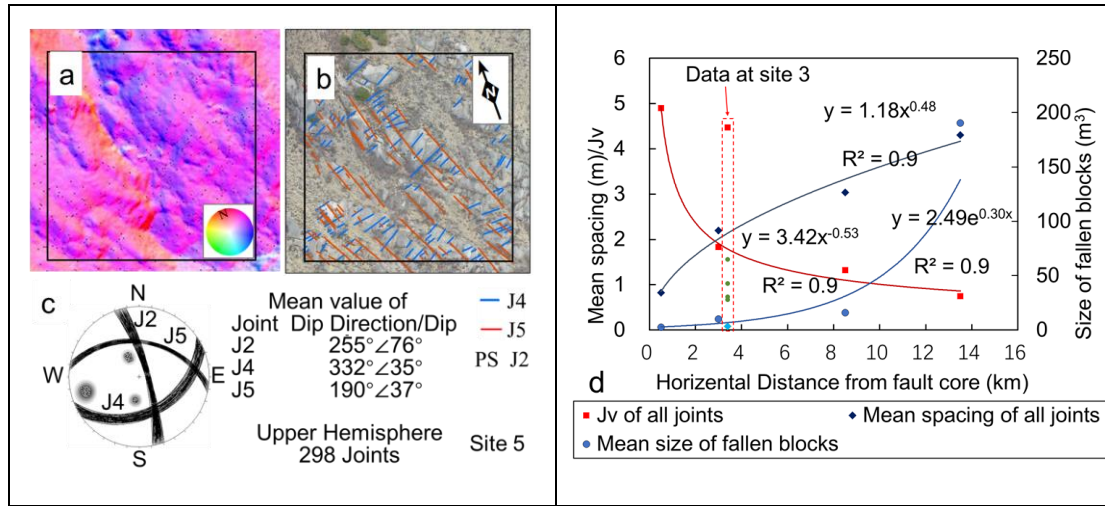 a
N
b
N
c
N
J2
J5
W
E
J4
S
Mean value of
Joint Dip Direction/Dip
J2 255°∠76°
J4 332°∠35°
J5 190°∠37°
J4
J5
PS J2
Upper Hemisphere
298 Joints
Site 5
Data at site 3
Mean spacing (m)/Jv
6
5
4
3
2
1
0
y = 1.18x^0.48
R² = 0.9
y = 2.49e^0.30x
y = 3.42x^-0.53
R² = 0.9
R² = 0.9
250
200
150
100
50
0
Size of fallen blocks (m³)
0 2 4 6 8 10 12 14 16
d
Horizental Distance from fault core (km)
Jv of all joints
Mean spacing of all joints
Mean size of fallen blocks